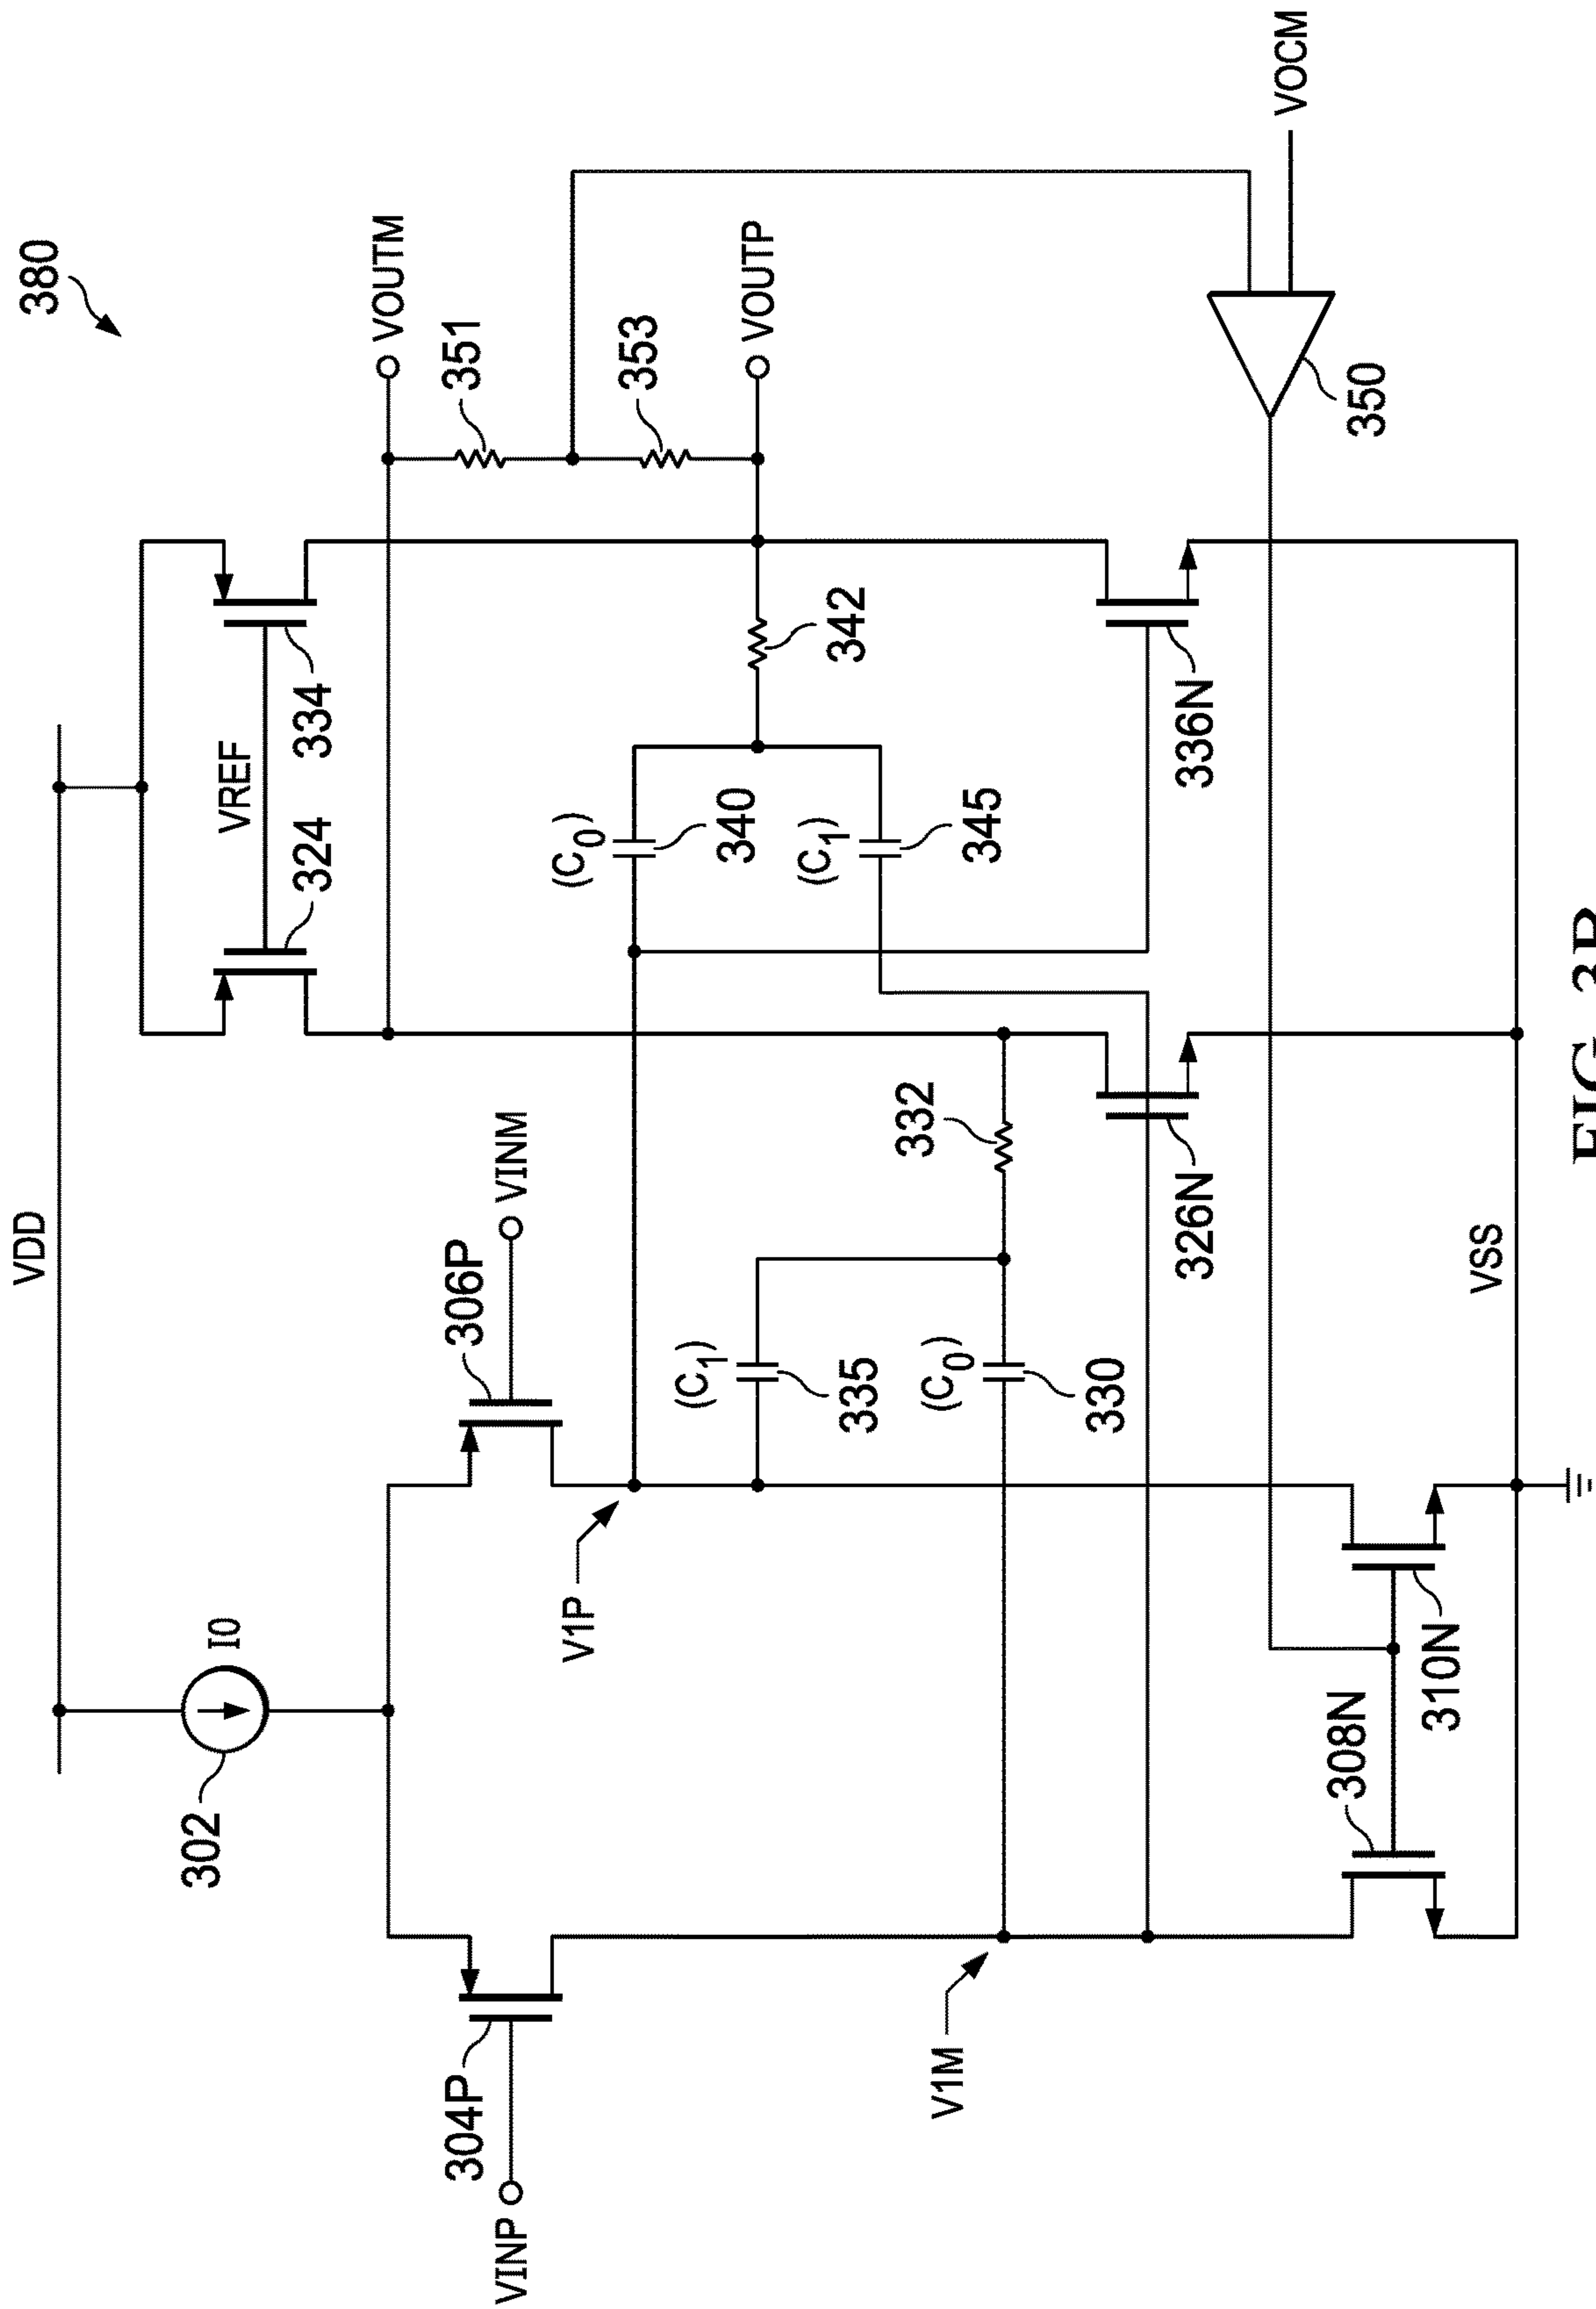 380
VDD
302
I0
VREF
324
334
VOUTM
351
353
VOUTP
304P
VINP
306P
VINM
V1P
(C0)
340
342
(C1)
345
(C1)
335
332
(C0)
330
V1M
326N
336N
350
VOCM
308N
310N
VSS